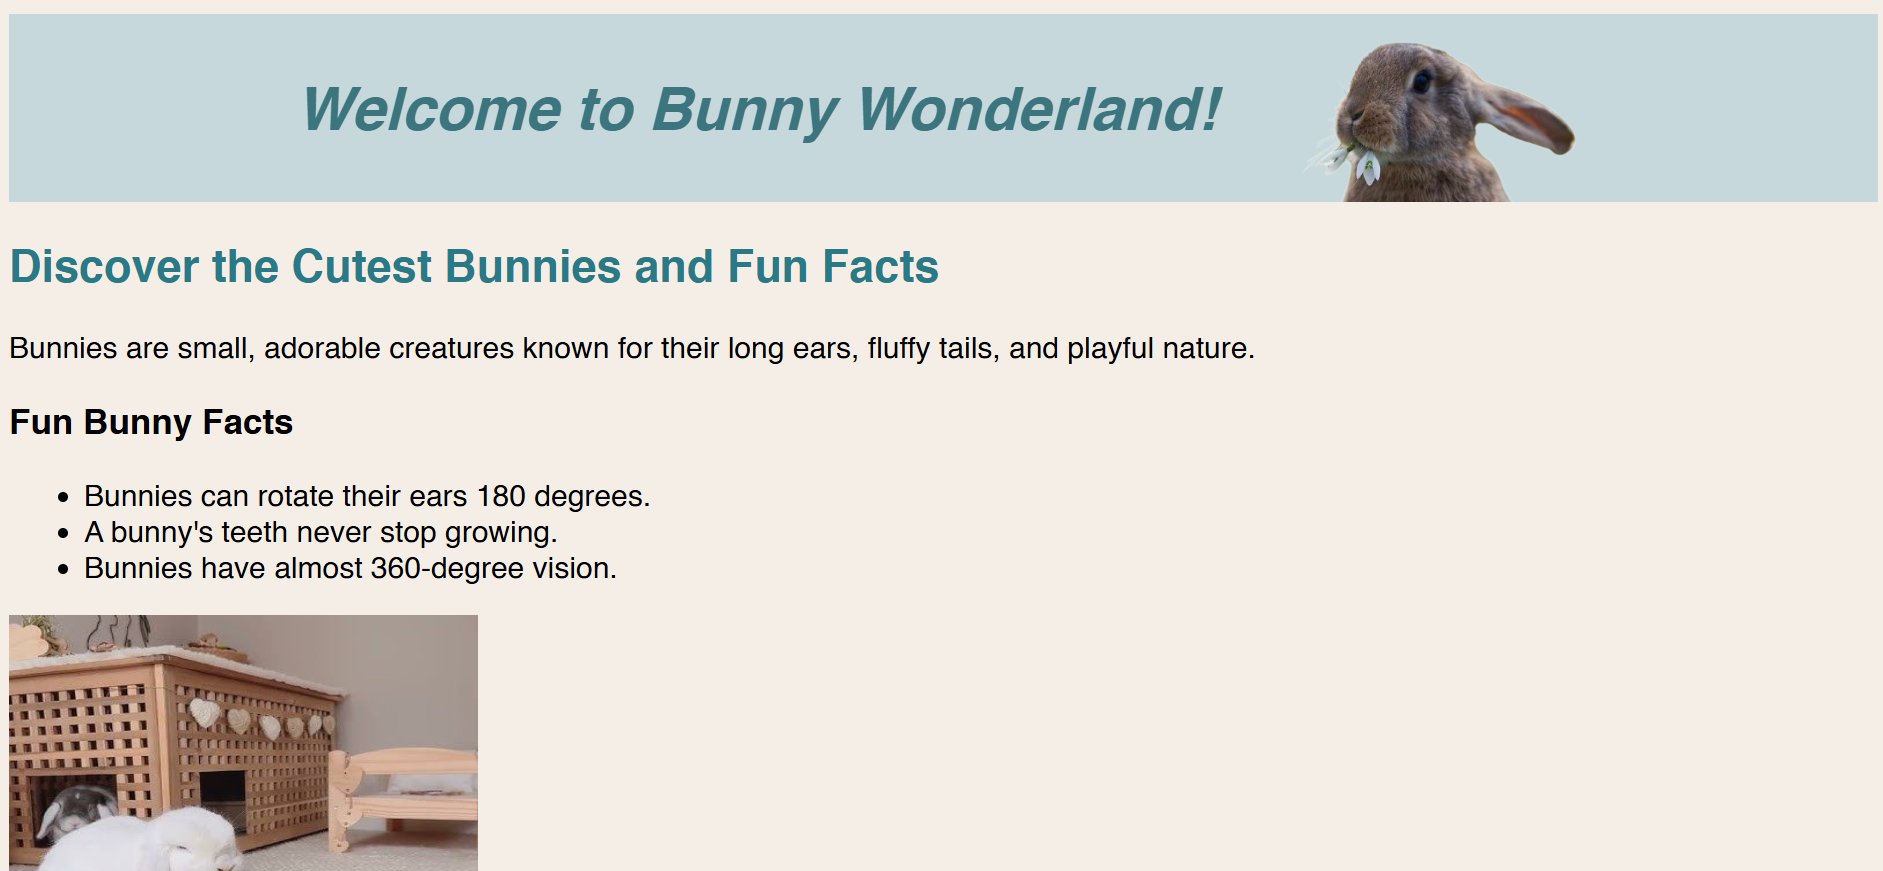 Welcome to Bunny Wonderland!
Discover the Cutest Bunnies and Fun Facts
Bunnies are small, adorable creatures known for their long ears, fluffy tails, and playful nature.
Fun Bunny Facts
• Bunnies can rotate their ears 180 degrees.
• A bunny's teeth never stop growing.
• Bunnies have almost 360-degree vision.